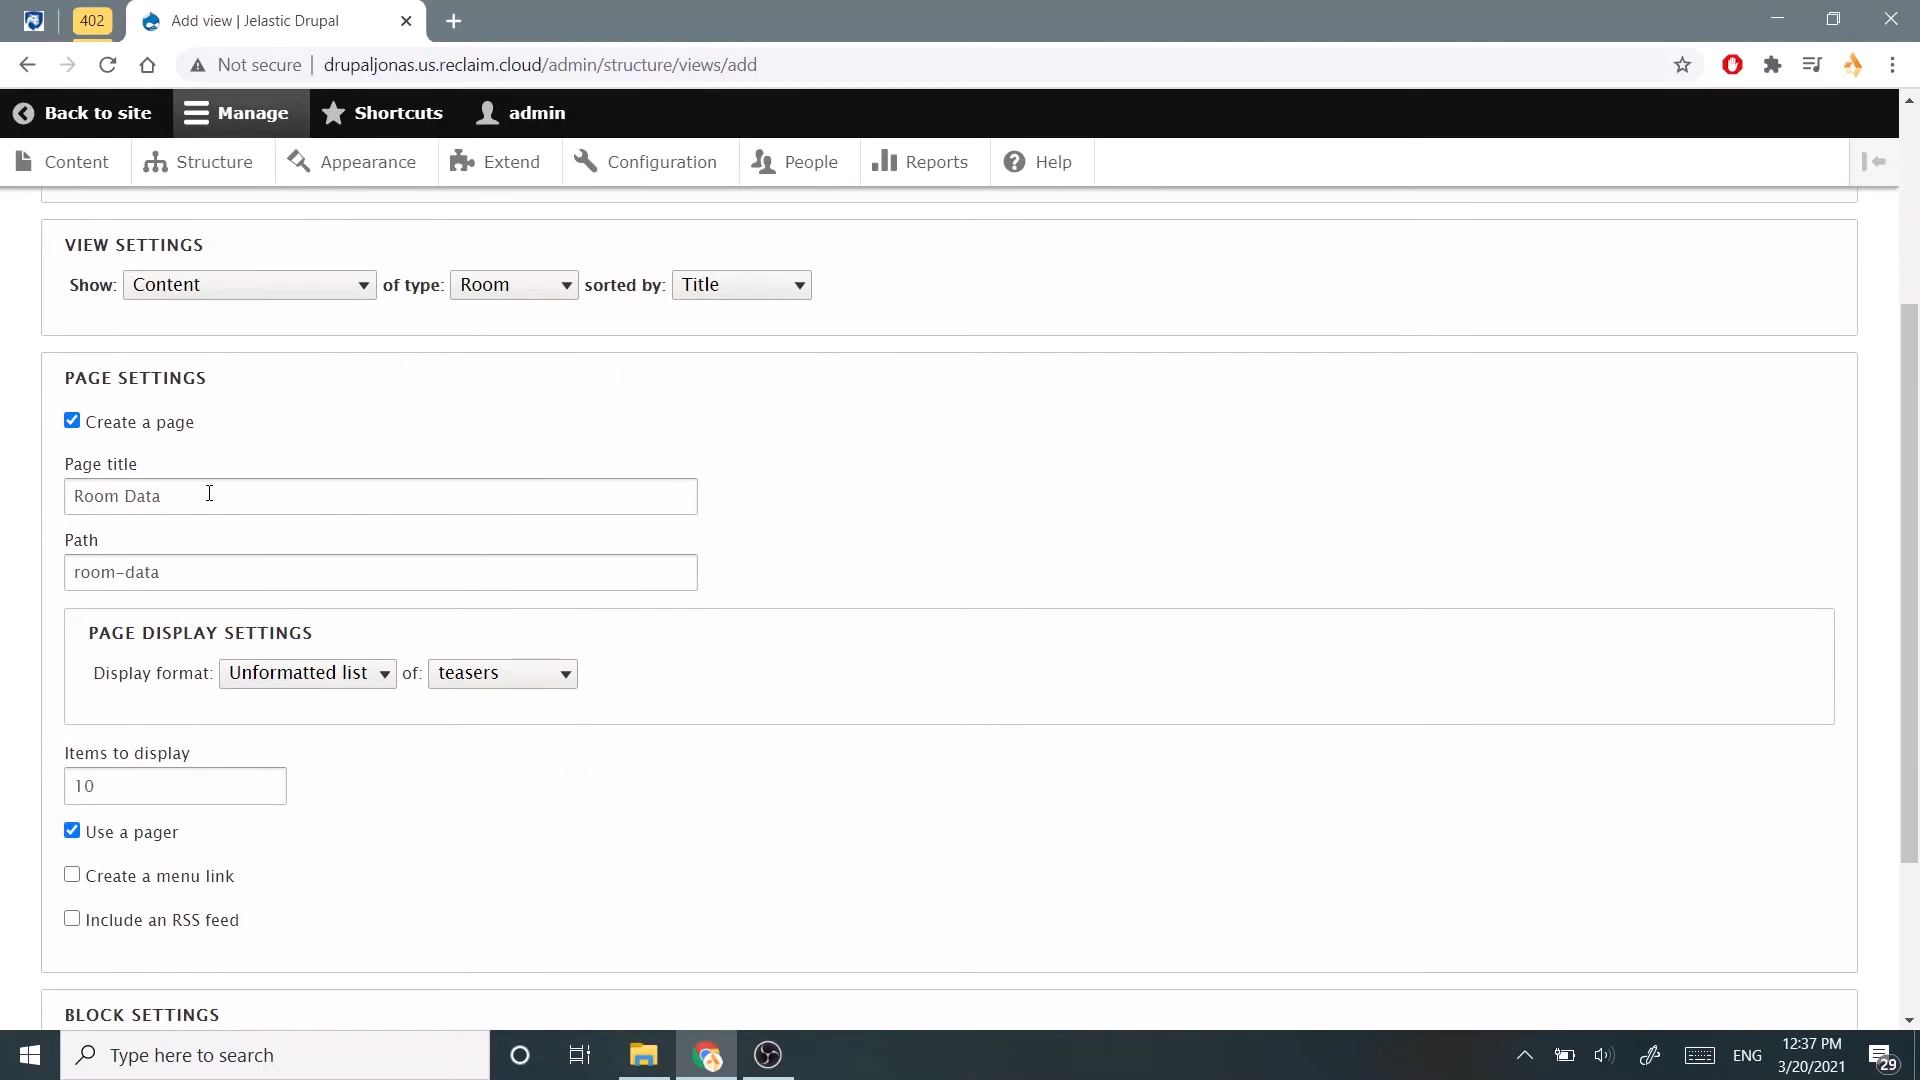 402
Add view | Jelastic Drupal
Not secure | drupaljonas.us.reclaim.cloud/admin/structure/views/add
Back to site Manage Shortcuts admin
Content Structure Appearance Extend Configuration People Reports Help
VIEW SETTINGS
Show: Content of type: Room sorted by: Title
PAGE SETTINGS
Create a page
Page title
Room Data
Path
room-data
PAGE DISPLAY SETTINGS
Display format: Unformatted list of: teasers
Items to display
10
Use a pager
Create a menu link
Include an RSS feed
BLOCK SETTINGS
Type here to search
ENG
12:37 PM
3/20/2021
29